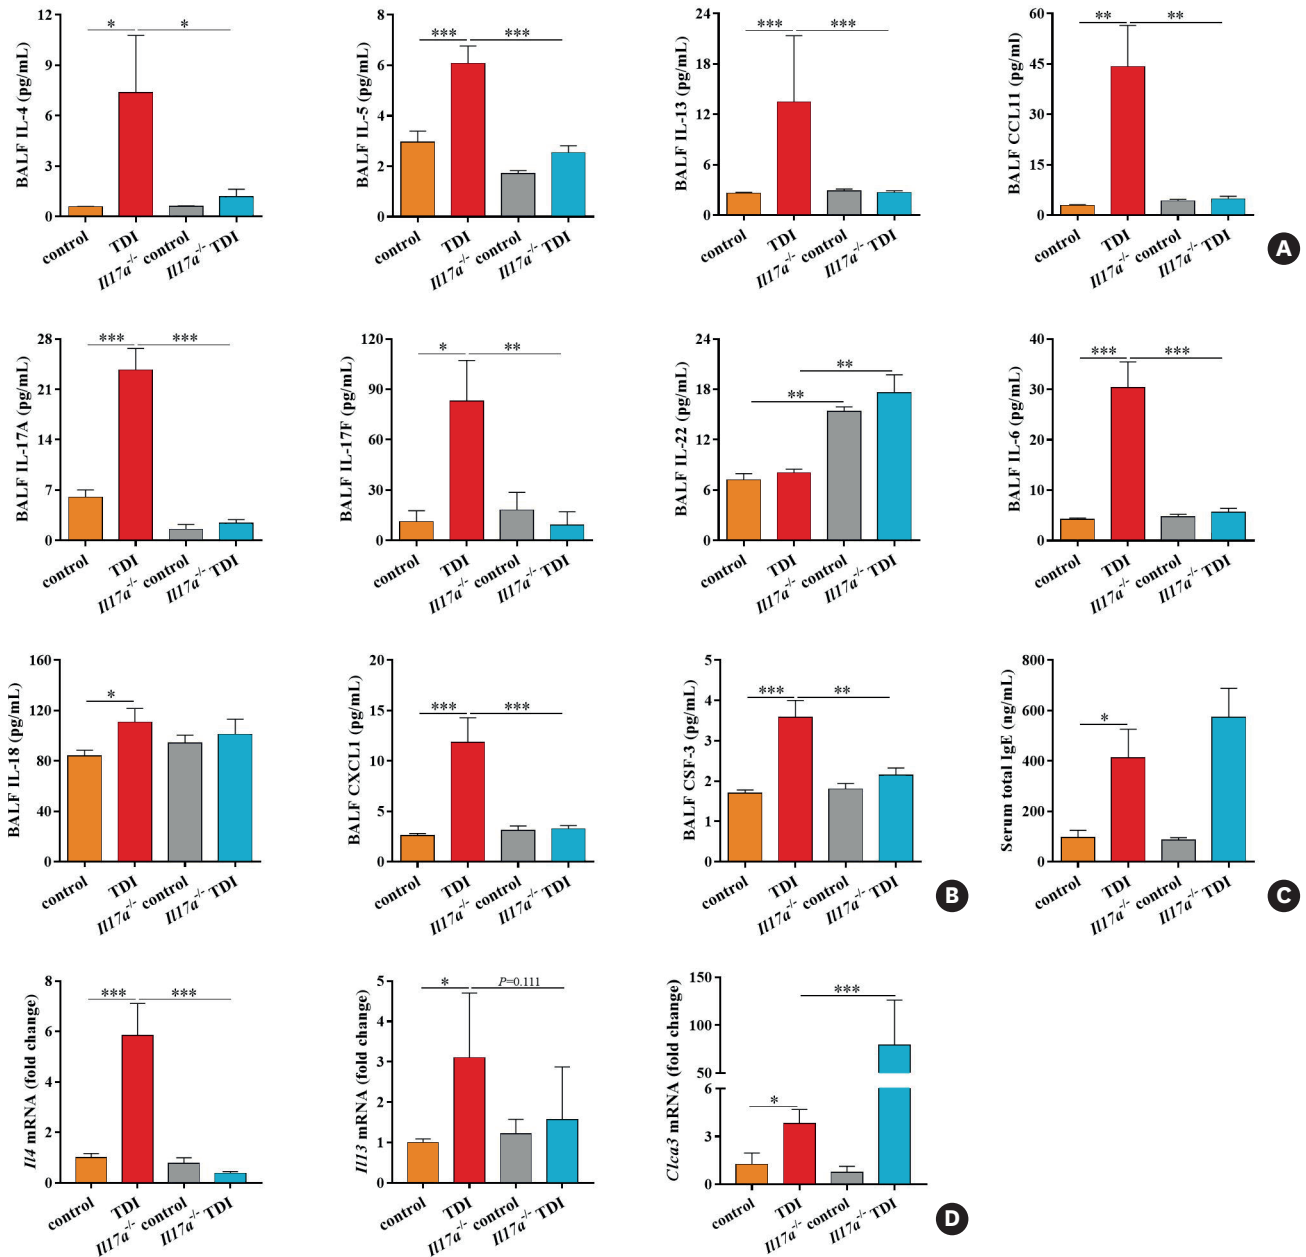 BALF IL-4 (pg/mL)
12
9
6
3
0
*
*
control
TDI
Il17a-/- control
Il17a-/- TDI
BALF IL-5 (pg/mL)
8
6
4
2
0
***
***
control
TDI
Il17a-/- control
Il17a-/- TDI
BALF IL-13 (pg/mL)
24
18
12
6
0
***
***
control
TDI
Il17a-/- control
Il17a-/- TDI
BALF CCL11 (pg/ml)
60
45
30
15
0
**
**
control
TDI
Il17a-/- control
Il17a-/- TDI
A
BALF IL-17A (pg/mL)
28
21
14
7
0
***
***
control
TDI
Il17a-/- control
Il17a-/- TDI
BALF IL-17F (pg/mL)
120
90
60
30
0
*
**
control
TDI
Il17a-/- control
Il17a-/- TDI
BALF IL-22 (pg/mL)
24
18
12
6
0
**
**
control
TDI
Il17a-/- control
Il17a-/- TDI
BALF IL-6 (pg/mL)
40
30
20
10
0
***
***
control
TDI
Il17a-/- control
Il17a-/- TDI
BALF IL-18 (pg/mL)
160
120
80
40
0
*
control
TDI
Il17a-/- control
Il17a-/- TDI
BALF CXCL1 (pg/mL)
20
15
10
5
0
***
***
control
TDI
Il17a-/- control
Il17a-/- TDI
BALF CSF-3 (pg/mL)
5
4
3
2
1
0
***
**
control
TDI
Il17a-/- control
Il17a-/- TDI
B
Serum total IgE (ng/mL)
800
600
400
200
0
*
control
TDI
Il17a-/- control
Il17a-/- TDI
C
Il4 mRNA (fold change)
8
6
4
2
0
***
***
control
TDI
Il17a-/- control
Il17a-/- TDI
Il13 mRNA (fold change)
5
4
3
2
1
0
*
P=0.111
control
TDI
Il17a-/- control
Il17a-/- TDI
Clca3 mRNA (fold change)
150
100
50
6
3
0
*
***
control
TDI
Il17a-/- control
Il17a-/- TDI
D